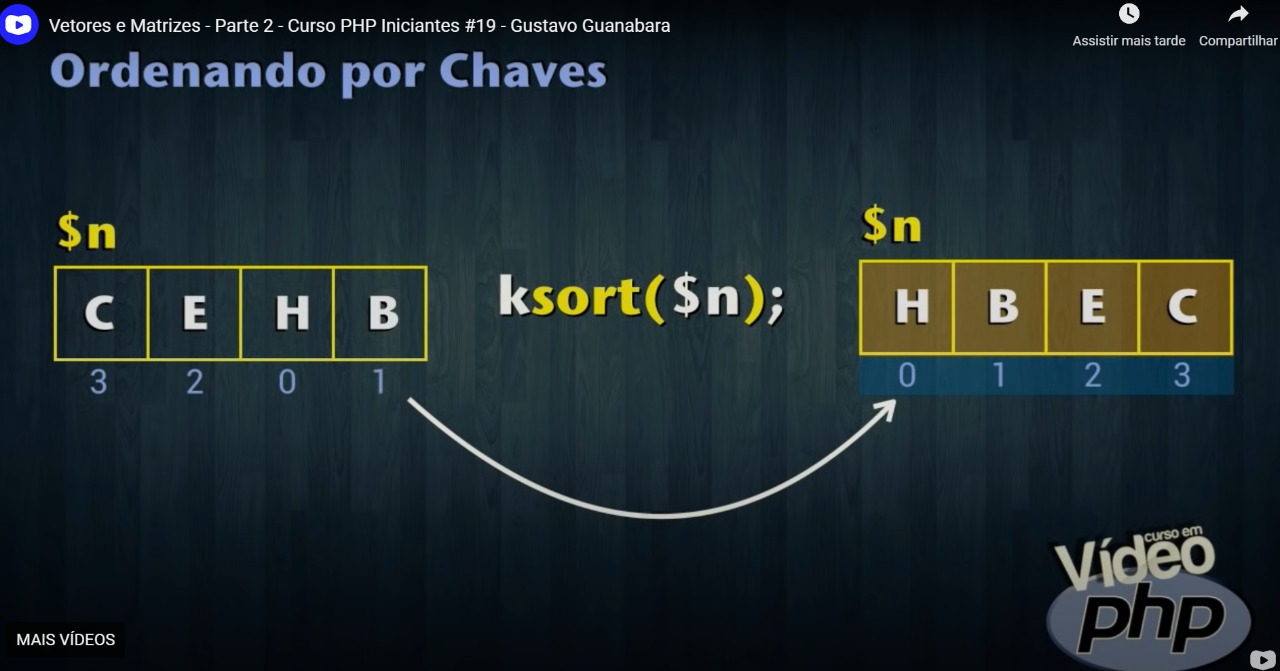 Vetores e Matrizes - Parte 2 - Curso PHP Iniciantes #19 - Gustavo Guanabara
Assistir mais tarde
Compartilhar
Ordenando por Chaves
$n
C E H B
3 2 0 1
ksort($n);
$n
H B E C
0 1 2 3
curso em
Vídeo
php
MAIS VÍDEOS